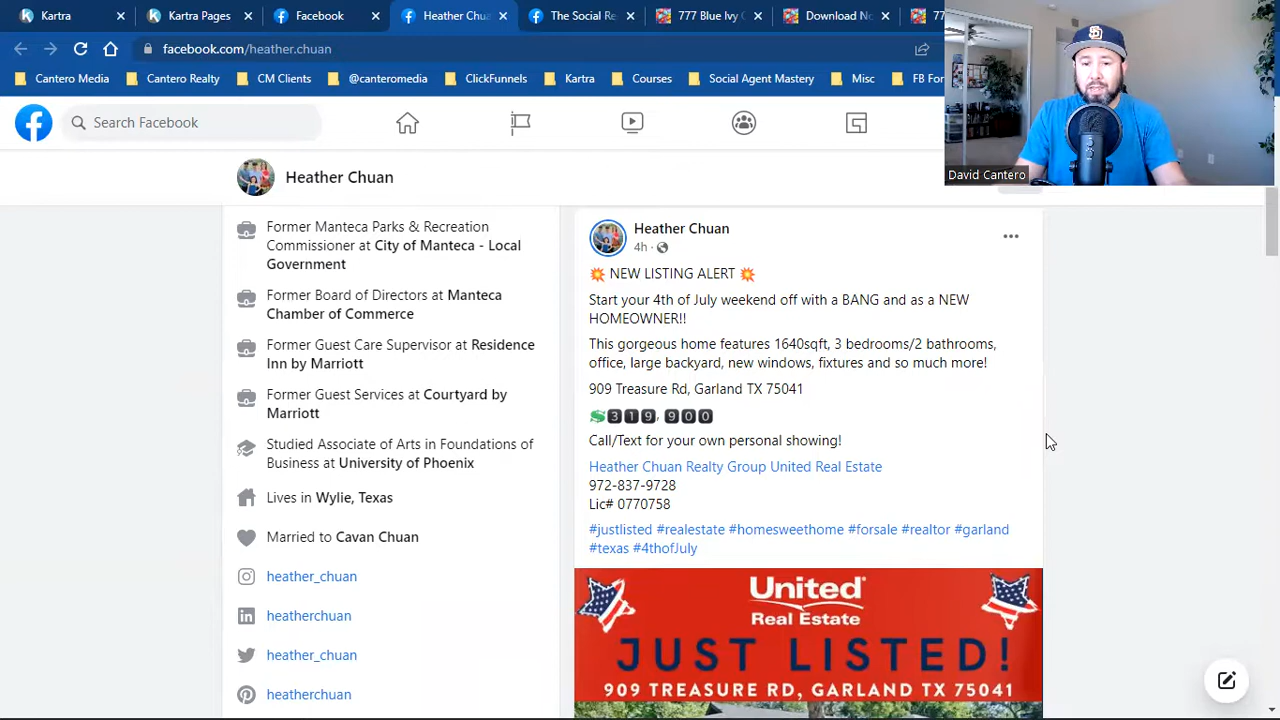 Kartra
Kartra Pages
Facebook
Heather Chua
The Social Re
777 Blue Ivy C
Download No
77
facebook.com/heather.chuan
Cantero Media
Cantero Realty
CM Clients
@canteromedia
ClickFunnels
Kartra
Courses
Social Agent Mastery
Misc
FB For
David Cantero
Search Facebook
Heather Chuan
Former Manteca Parks & Recreation
Commissioner at City of Manteca - Local
Government
Former Board of Directors at Manteca
Chamber of Commerce
Former Guest Care Supervisor at Residence
Inn by Marriott
Former Guest Services at Courtyard by
Marriott
Studied Associate of Arts in Foundations of
Business at University of Phoenix
Lives in Wylie, Texas
Married to Cavan Chuan
heather_chuan
heatherchuan
heather_chuan
heatherchuan
Heather Chuan
4h ·
💥 NEW LISTING ALERT 💥
Start your 4th of July weekend off with a BANG and as a NEW
HOMEOWNER!!
This gorgeous home features 1640sqft, 3 bedrooms/2 bathrooms,
office, large backyard, new windows, fixtures and so much more!
909 Treasure Rd, Garland TX 75041
💲319,900
Call/Text for your own personal showing!
Heather Chuan Realty Group United Real Estate
972-837-9728
Lic# 0770758
#justlisted #realestate #homesweethome #forsale #realtor #garland
#texas #4thofJuly
United®
Real Estate
JUST LISTED!
909 TREASURE RD, GARLAND TX 75041